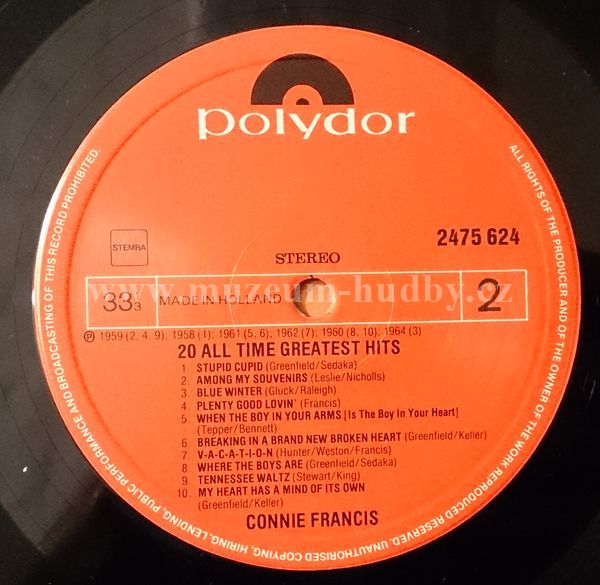 polydor
STEMRA
STEREO
2475 624
33 1/3
MADE IN HOLLAND
2
www.muzeum-hudby.cz
Ⓟ 1959 (2, 4, 9); 1958 (1); 1961 (5, 6); 1962 (7); 1960 (8, 10); 1964 (3)
20 ALL TIME GREATEST HITS
1. STUPID CUPID (Greenfield/Sedaka)
2. AMONG MY SOUVENIRS (Leslie/Nicholls)
3. BLUE WINTER (Gluck/Raleigh)
4. PLENTY GOOD LOVIN' (Francis)
5. WHEN THE BOY IN YOUR ARMS [Is The Boy In Your Heart]
(Tepper/Bennett)
6. BREAKING IN A BRAND NEW BROKEN HEART (Greenfield/Keller)
7. V-A-C-A-T-I-O-N (Hunter/Weston/Francis)
8. WHERE THE BOYS ARE (Greenfield/Sedaka)
9. TENNESSEE WALTZ (Stewart/King)
10. MY HEART HAS A MIND OF ITS OWN
(Greenfield/Keller)
CONNIE FRANCIS
ALL RIGHTS OF THE PRODUCER AND OF THE OWNER OF THE WORK REPRODUCED RESERVED. UNAUTHORISED COPYING, HIRING, LENDING, PUBLIC PERFORMANCE AND BROADCASTING OF THIS RECORD PROHIBITED.